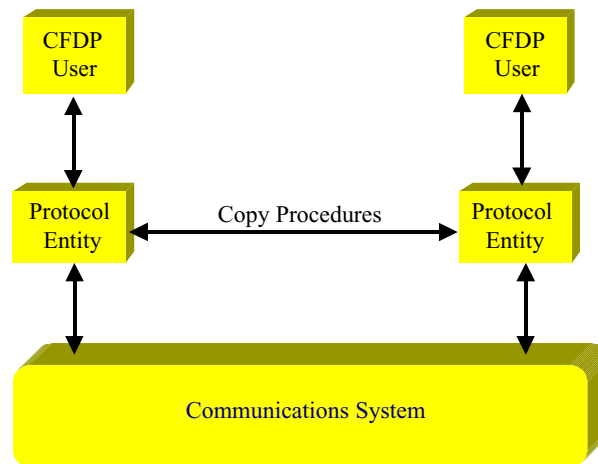 CFDP
User
CFDP
User
Protocol
Entity
Copy Procedures
Protocol
Entity
Communications System